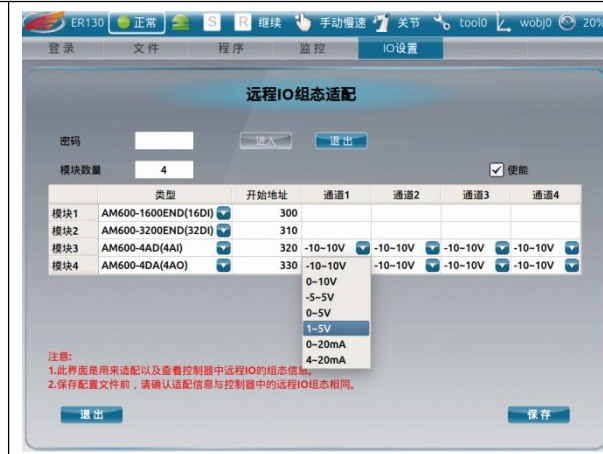 ER130 正常 S R 继续 手动慢速 关节 tool0 wobj0 20%
登录 文件 程序 监控 IO设置
远程IO组态适配
密码 进入 退出
模块数量 4 使能
类型 开始地址 通道1 通道2 通道3 通道4
模块1 AM600-1600END(16DI) 300
模块2 AM600-3200END(32DI) 310
模块3 AM600-4AD(4AI) 320 -10~10V -10~10V -10~10V -10~10V
模块4 AM600-4DA(4AO) 330 -10~10V -10~10V -10~10V -10~10V
0~10V
-5~5V
0~5V
1~5V
0~20mA
4~20mA
注意:
1.此界面是用来适配以及查看控制器中远程IO的组态信息。
2.保存配置文件前，请确认适配信息与控制器中的远程IO组态相同。
退出 保存